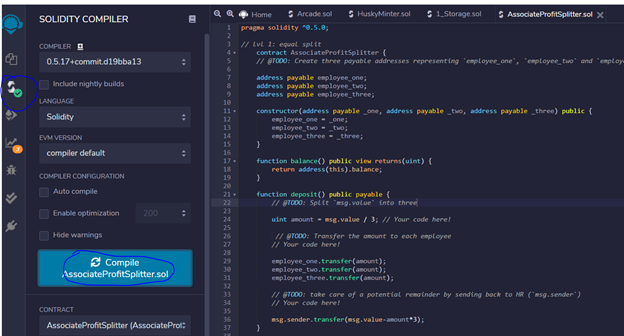 SOLIDITY COMPILER
COMPILER
0.5.17+commit.d19bba13
Include nightly builds
LANGUAGE
Solidity
EVM VERSION
compiler default
COMPILER CONFIGURATION
Auto compile
Enable optimization 200
Hide warnings
Compile
AssociateProfitSplitter.sol
CONTRACT
AssociateProfitSplitter (AssociateProf
3
Home Arcade.sol HuskyMinter.sol 1_Storage.sol AssociateProfitSplitter.sol
1 pragma solidity ^0.5.0;
2
3 // lvl 1: equal split
4 contract AssociateProfitSplitter {
5 // @TODO: Create three payable addresses representing `employee_one`, `employee_two` and `employ
6
7 address payable employee_one;
8 address payable employee_two;
9 address payable employee_three;
10
11 constructor(address payable _one, address payable _two, address payable _three) public {
12 employee_one = _one;
13 employee_two = _two;
14 employee_three = _three;
15 }
16
17 function balance() public view returns(uint) {
18 return address(this).balance;
19 }
20
21 function deposit() public payable {
22 // @TODO: Split `msg.value` into three
23
24 uint amount = msg.value / 3; // Your code here!
25
26 // @TODO: Transfer the amount to each employee
27 // Your code here!
28
29 employee_one.transfer(amount);
30 employee_two.transfer(amount);
31 employee_three.transfer(amount);
32
33 // @TODO: take care of a potential remainder by sending back to HR (`msg.sender`)
34 // Your code here!
35
36 msg.sender.transfer(msg.value-amount*3);
37 }